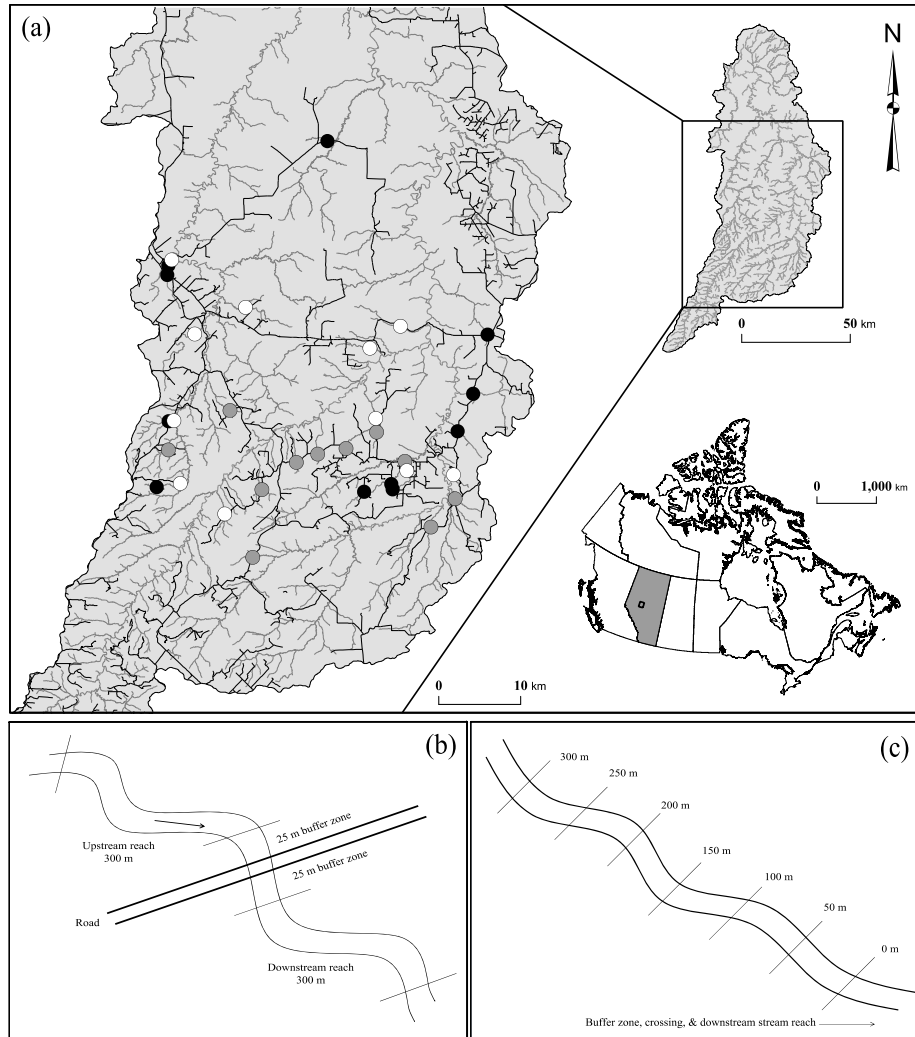 (a)
N
0 50 km
0 1,000 km
0 10 km
(b)
25 m buffer zone
25 m buffer zone
Upstream reach
300 m
Road
Downstream reach
300 m
(c)
300 m
250 m
200 m
150 m
100 m
50 m
0 m
Buffer zone, crossing, & downstream stream reach